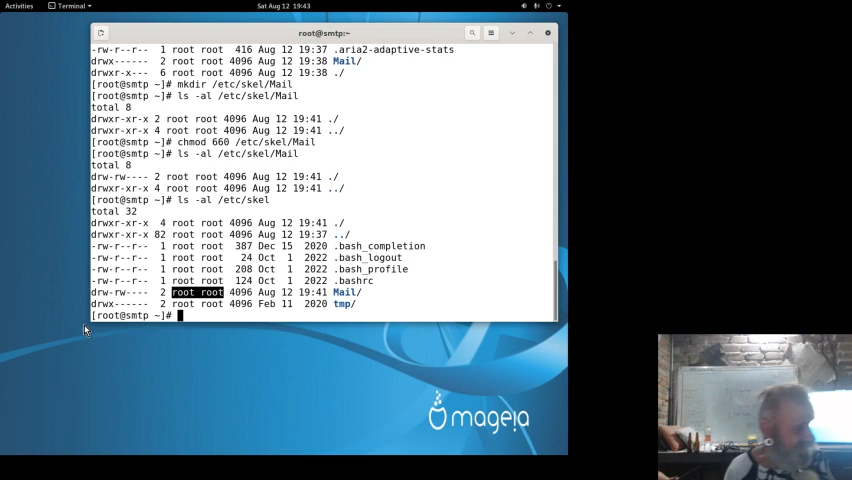 Activities Terminal Sat Aug 12 19:43
root@smtp:~
-rw-r--r-- 1 root root 416 Aug 12 19:37 .aria2-adaptive-stats
drwx------ 2 root root 4096 Aug 12 19:38 Mail/
drwxr-x--- 6 root root 4096 Aug 12 19:38 ./
[root@smtp ~]# mkdir /etc/skel/Mail
[root@smtp ~]# ls -al /etc/skel/Mail
total 8
drwxr-xr-x 2 root root 4096 Aug 12 19:41 ./
drwxr-xr-x 4 root root 4096 Aug 12 19:41 ../
[root@smtp ~]# chmod 660 /etc/skel/Mail
[root@smtp ~]# ls -al /etc/skel/Mail
total 8
drw-rw---- 2 root root 4096 Aug 12 19:41 ./
drwxr-xr-x 4 root root 4096 Aug 12 19:41 ../
[root@smtp ~]# ls -al /etc/skel
total 32
drwxr-xr-x 4 root root 4096 Aug 12 19:41 ./
drwxr-xr-x 82 root root 4096 Aug 12 19:37 ../
-rw-r--r-- 1 root root 387 Dec 15 2020 .bash_completion
-rw-r--r-- 1 root root 24 Oct 1 2022 .bash_logout
-rw-r--r-- 1 root root 208 Oct 1 2022 .bash_profile
-rw-r--r-- 1 root root 124 Oct 1 2022 .bashrc
drw-rw---- 2 root root 4096 Aug 12 19:41 Mail/
drwx------ 2 root root 4096 Feb 11 2020 tmp/
[root@smtp ~]#
mageia